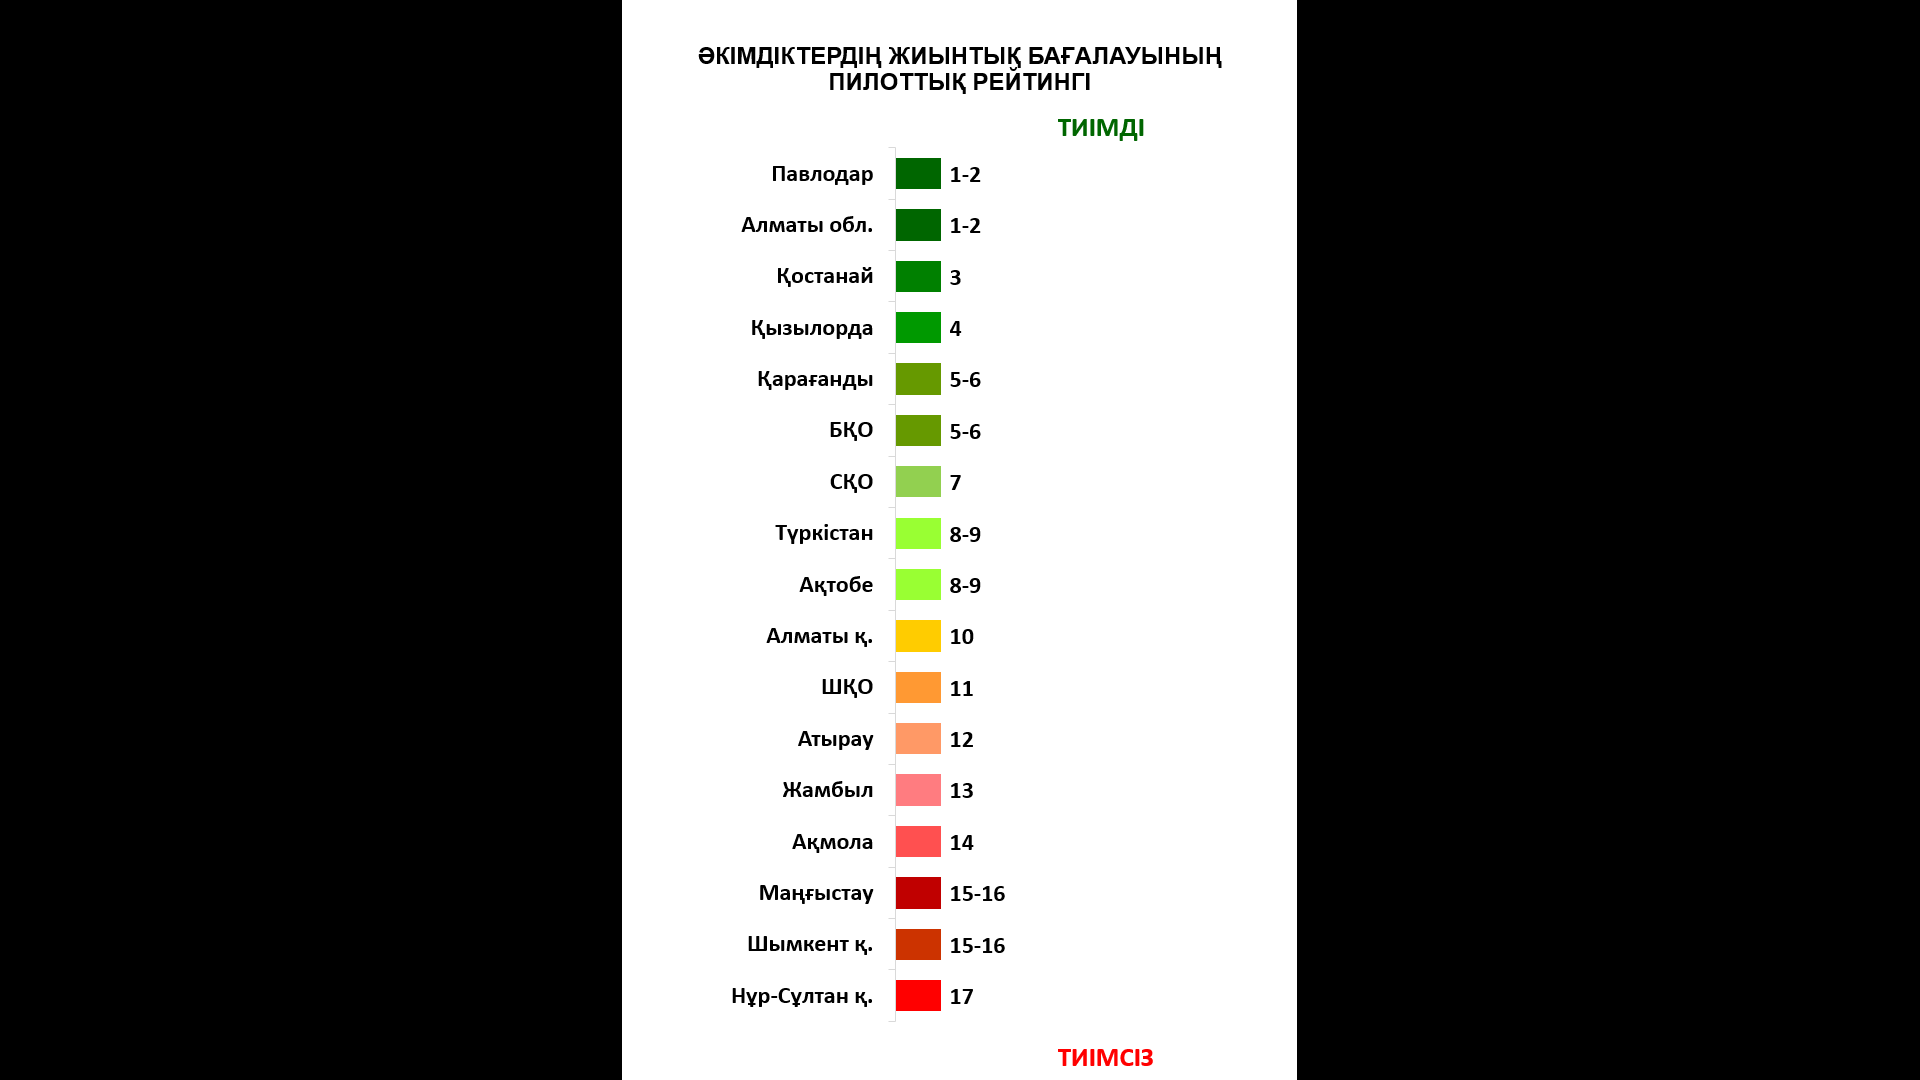 ӘКІМДІКТЕРДІҢ ЖИЫНТЫҚ БАҒАЛАУЫНЫҢ
ПИЛОТТЫҚ РЕЙТИНГІ
ТИІМДІ
Павлодар 1-2
Алматы обл. 1-2
Қостанай 3
Қызылорда 4
Қарағанды 5-6
БҚО 5-6
СҚО 7
Түркістан 8-9
Ақтобе 8-9
Алматы қ. 10
ШҚО 11
Атырау 12
Жамбыл 13
Ақмола 14
Маңғыстау 15-16
Шымкент қ. 15-16
Нұр-Сұлтан қ. 17
ТИІМСІЗ